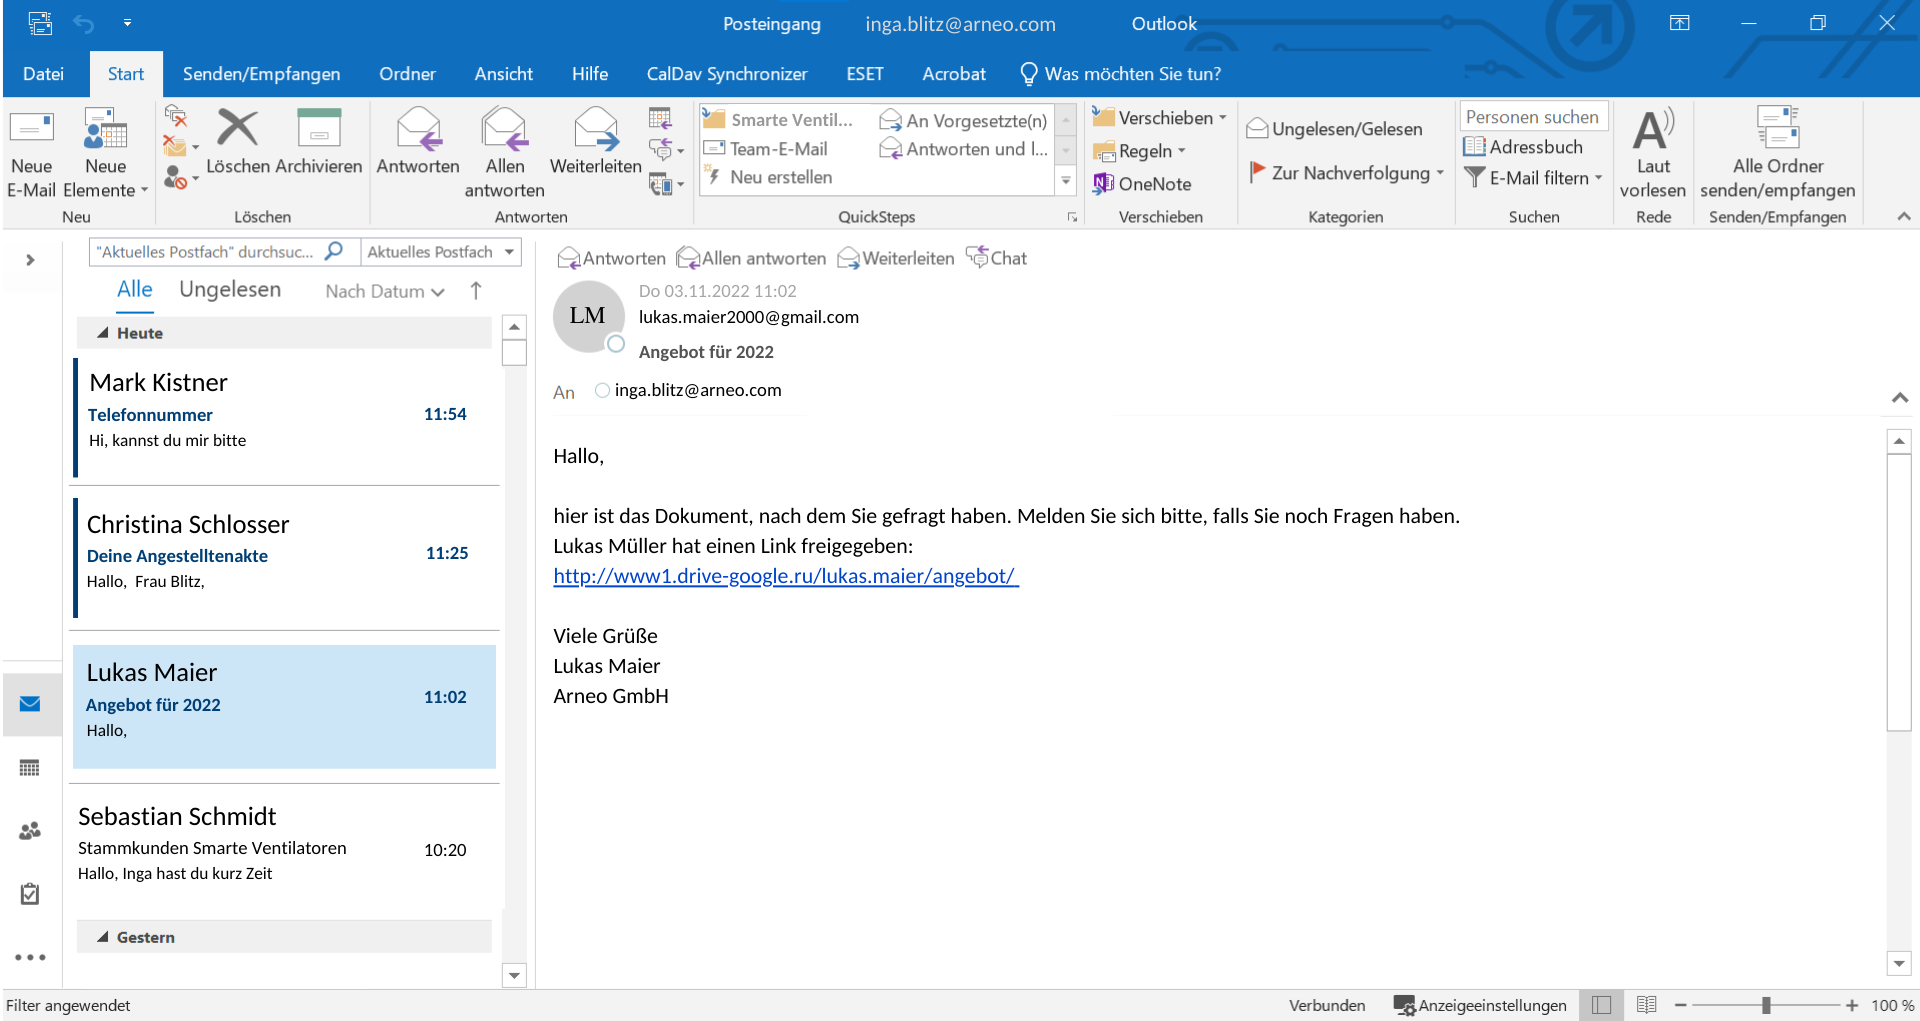 Posteingang inga.blitz@arneo.com Outlook
Datei Start Senden/Empfangen Ordner Ansicht Hilfe CalDav Synchronizer ESET Acrobat Was möchten Sie tun?
Neue E-Mail
Neue Elemente
Neu
Löschen Archivieren
Löschen
Antworten
Allen antworten
Weiterleiten
Antworten
Smarte Ventil... An Vorgesetzte(n)
Team-E-Mail Antworten und l...
Neu erstellen
QuickSteps
Verschieben
Regeln
OneNote
Verschieben
Ungelesen/Gelesen
Zur Nachverfolgung
Kategorien
Personen suchen
Adressbuch
E-Mail filtern
Suchen
A
Laut vorlesen
Rede
Alle Ordner senden/empfangen
Senden/Empfangen
"Aktuelles Postfach" durchsuc... Aktuelles Postfach
Alle Ungelesen Nach Datum
Heute
Mark Kistner
Telefonnummer 11:54
Hi, kannst du mir bitte
Christina Schlosser
Deine Angestelltenakte 11:25
Hallo, Frau Blitz,
Lukas Maier
Angebot für 2022 11:02
Hallo,
Sebastian Schmidt
Stammkunden Smarte Ventilatoren 10:20
Hallo, Inga hast du kurz Zeit
Gestern
Antworten Allen antworten Weiterleiten Chat
LM
Do 03.11.2022 11:02
lukas.maier2000@gmail.com
Angebot für 2022
An inga.blitz@arneo.com
Hallo,
hier ist das Dokument, nach dem Sie gefragt haben. Melden Sie sich bitte, falls Sie noch Fragen haben.
Lukas Müller hat einen Link freigegeben:
http://www1.drive-google.ru/lukas.maier/angebot/
Viele Grüße
Lukas Maier
Arneo GmbH
Filter angewendet Verbunden Anzeigeeinstellungen 100 %